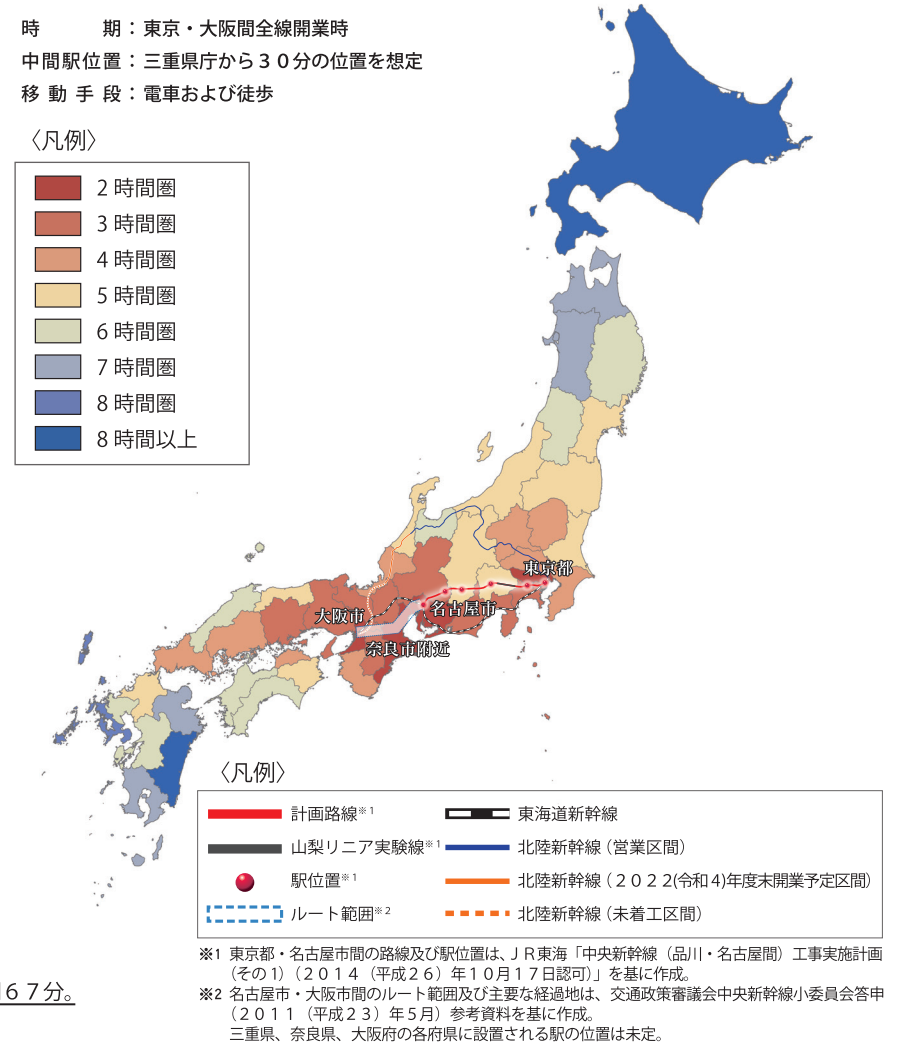 時期：東京・大阪間全線開業時
中間駅位置：三重県庁から３０分の位置を想定
移動手段：電車および徒歩
〈凡例〉
2 時間圏
3 時間圏
4 時間圏
5 時間圏
6 時間圏
7 時間圏
8 時間圏
8 時間以上
東京都
名古屋市
大阪市
奈良市附近
〈凡例〉
計画路線※1
東海道新幹線
山梨リニア実験線※1
北陸新幹線（営業区間）
駅位置※1
北陸新幹線（２０２２(令和４)年度末開業予定区間）
ルート範囲※2
北陸新幹線（未着工区間）
※1 東京都・名古屋市間の路線及び駅位置は、ＪＲ東海「中央新幹線（品川・名古屋間）工事実施計画
（その１）（２０１４（平成２６）年１０月１７日認可）」を基に作成。
６７分。
※2 名古屋市・大阪市間のルート範囲及び主要な経過地は、交通政策審議会中央新幹線小委員会答申
（２０１１（平成２３）年５月）参考資料を基に作成。
三重県、奈良県、大阪府の各府県に設置される駅の位置は未定。